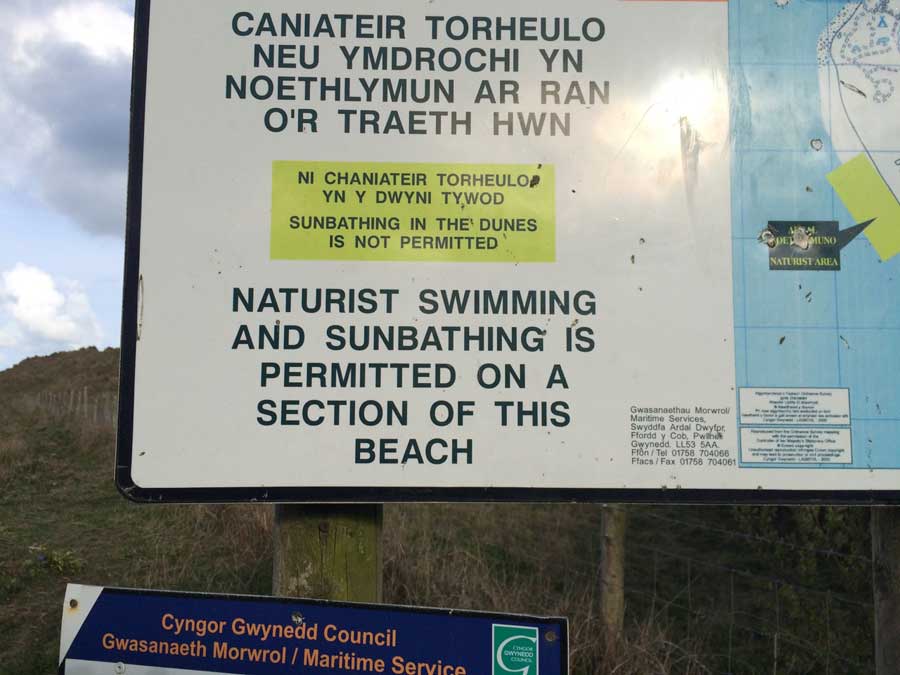 CANIATEIR TORHEULO
NEU YMDROCHI YN
NOETHLYMUN AR RAN
O'R TRAETH HWN
NI CHANIATEIR TORHEULO
YN Y DWYNI TYWOD
SUNBATHING IN THE DUNES
IS NOT PERMITTED
NATURIST SWIMMING
AND SUNBATHING IS
PERMITTED ON A
SECTION OF THIS
BEACH
Gwasanaethau Morwrol/
Maritime Services,
Swyddfa Ardal Dwyfor,
Ffordd y Cob, Pwllheli
Gwynedd. LL53 5AA.
Ffôn / Tel 01758 704066
Ffacs / Fax 01758 704061
NATURIST AREA
Cyngor Gwynedd Council
Gwasanaeth Morwrol / Maritime Service
CYNGOR
GWYNEDD
COUNCIL